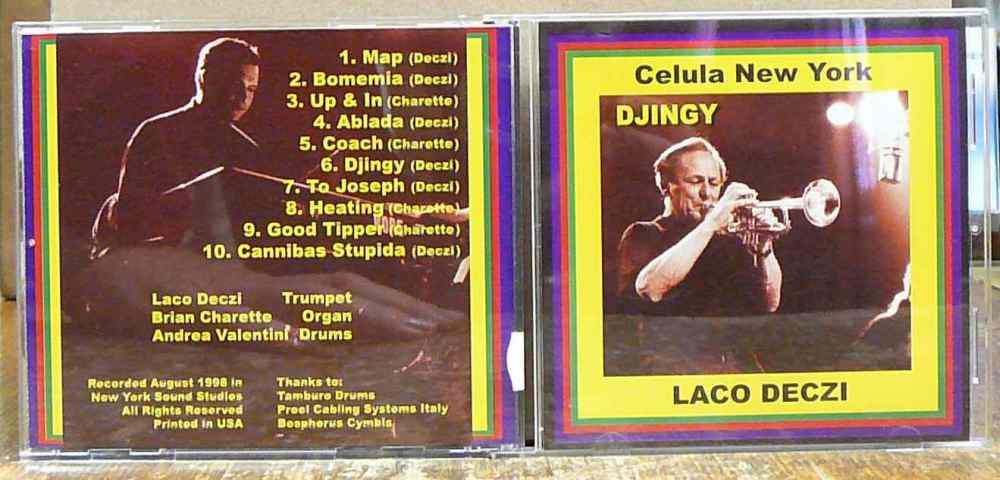 1. Map (Deczi)
2. Bomemia (Deczi)
3. Up & In (Charette)
4. Ablada (Deczi)
5. Coach (Charette)
6. Djingy (Deczi)
7. To Joseph (Deczi)
8. Heating (Charette)
9. Good Tipper (Charette)
10. Cannibas Stupida (Deczi)
Laco Deczi Trumpet
Brian Charette Organ
Andrea Valentini Drums
Recorded August 1998 in
New York Sound Studios
All Rights Reserved
Printed in USA
Thanks to:
Tamburo Drums
Proel Cabling Systems Italy
Bosphorus Cymbls
Celula New York
DJINGY
LACO DECZI